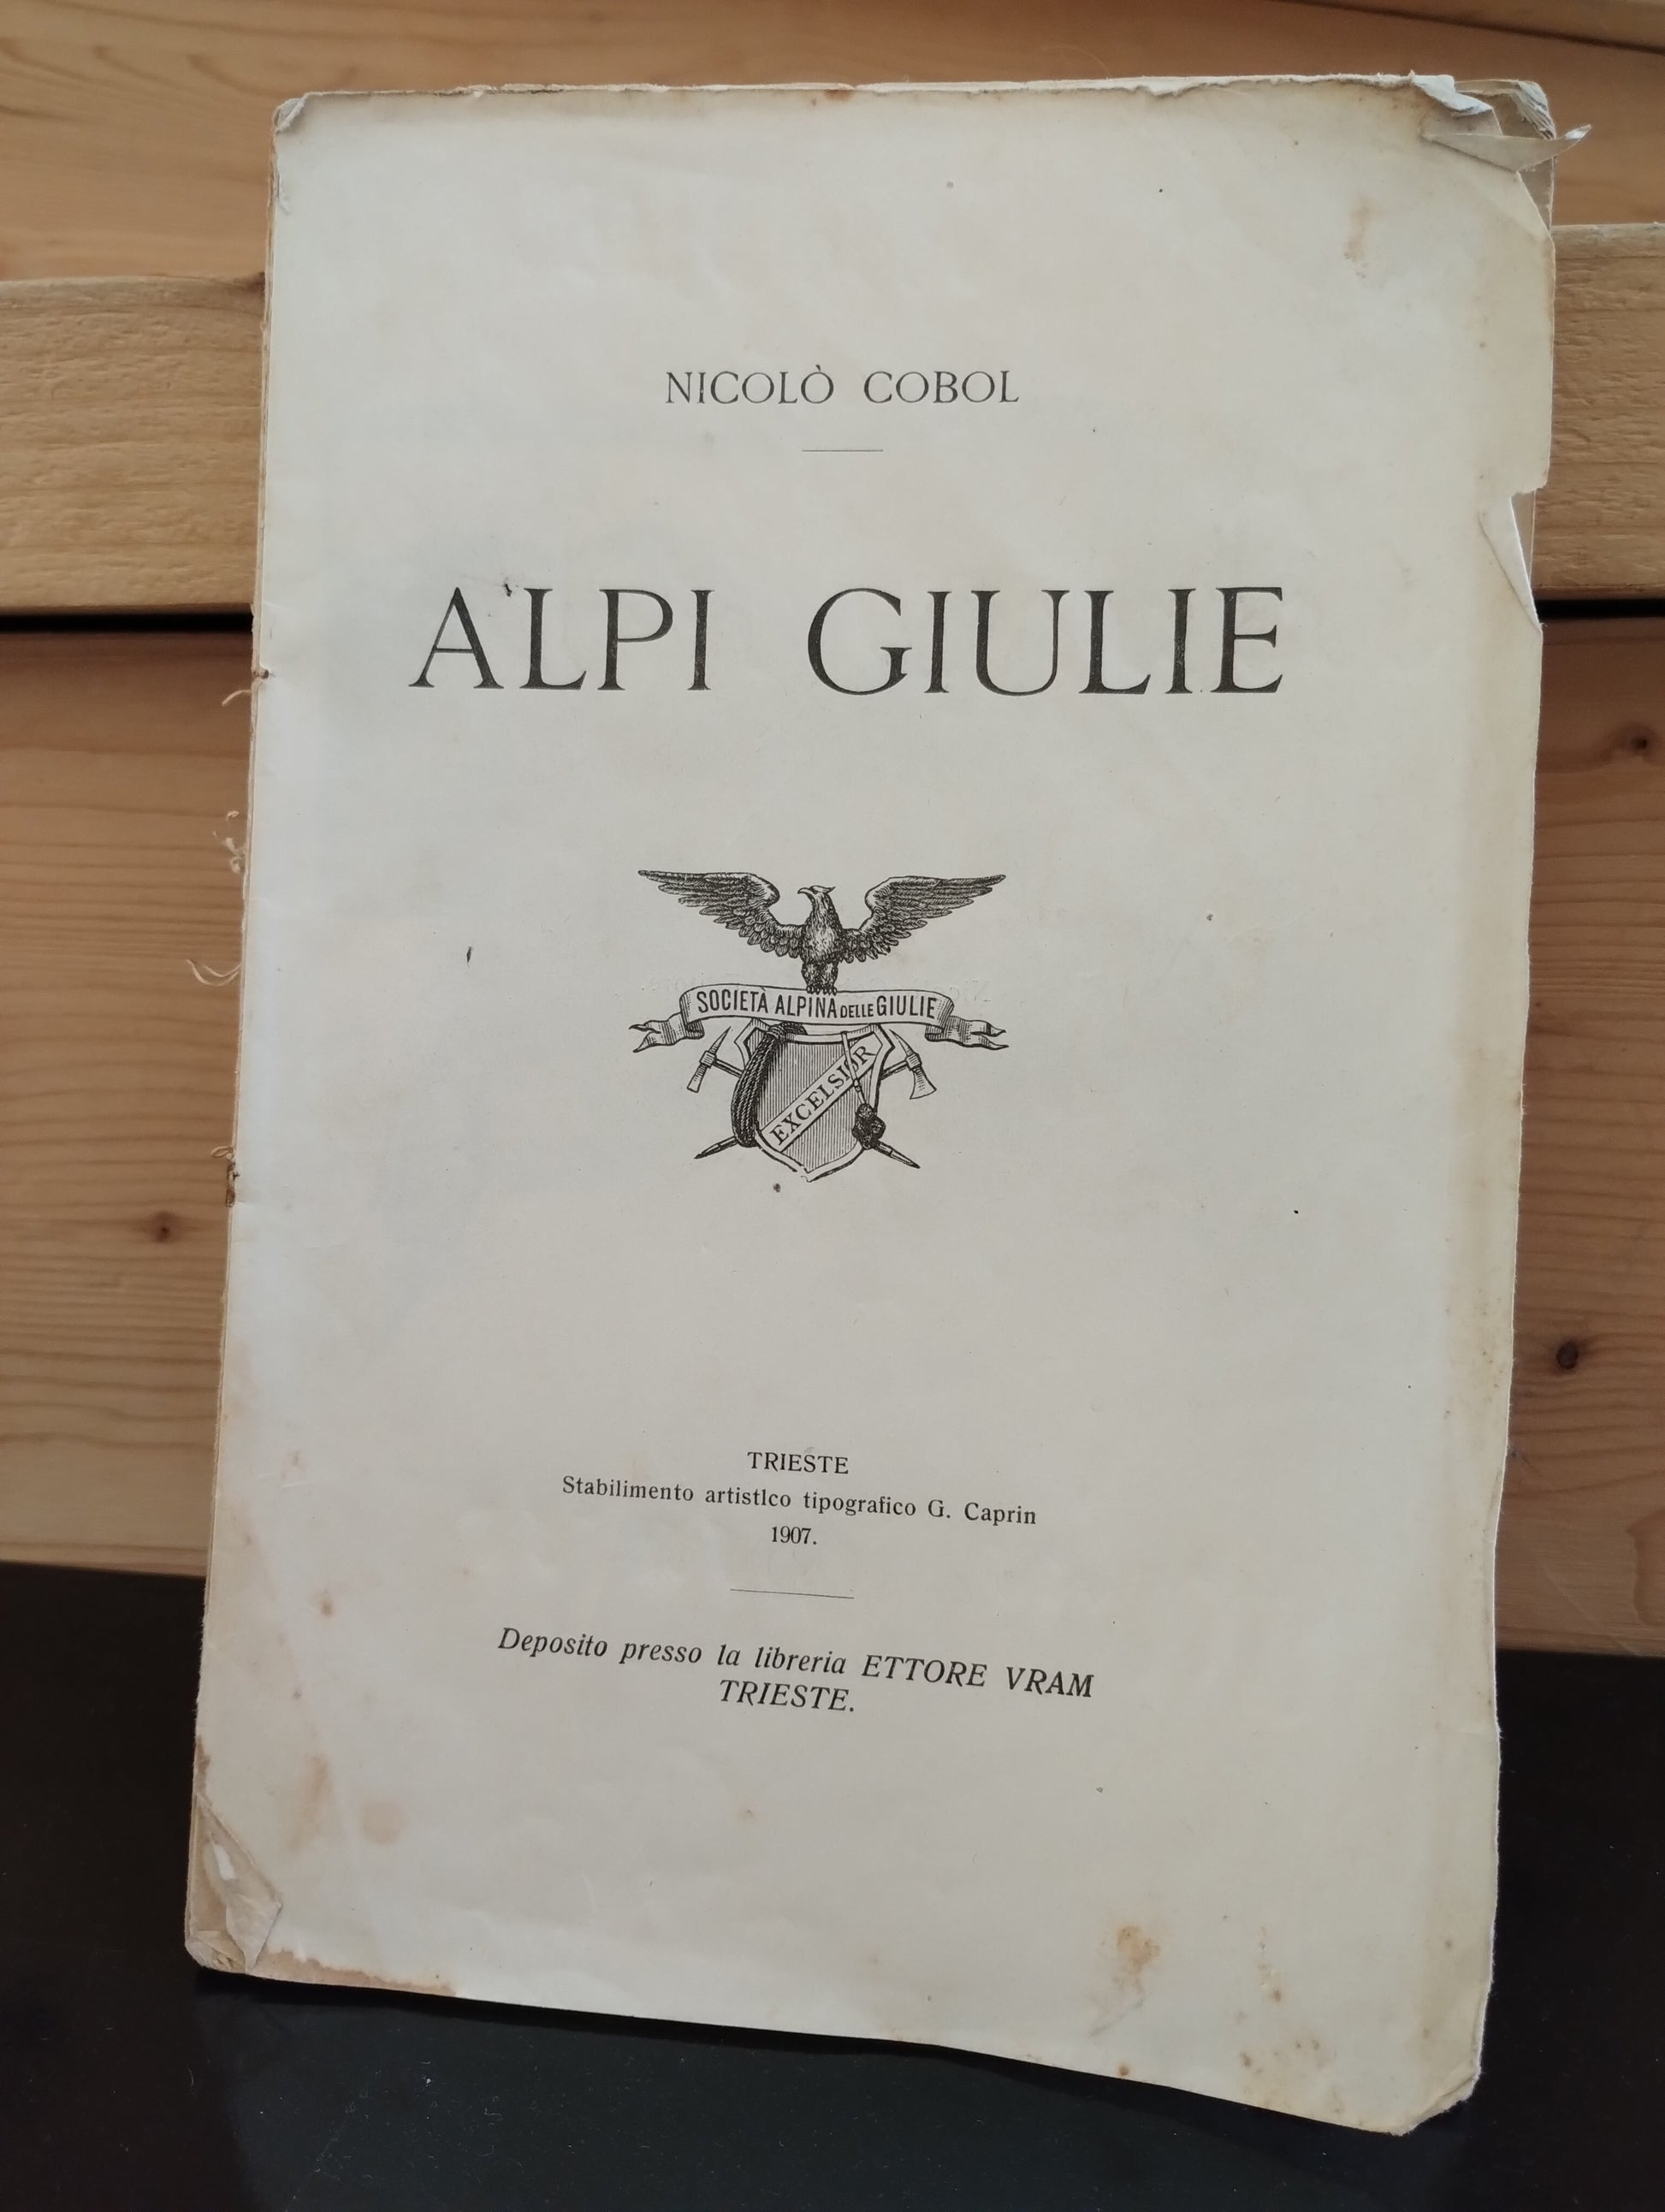 NICOLÒ COBOL
ALPI GIULIE
SOCIETÀ ALPINA DELLE GIULIE
EXCELSIOR
TRIESTE
Stabilimento artistico tipografico G. Caprin
1907.
Deposito presso la libreria ETTORE VRAM
TRIESTE.